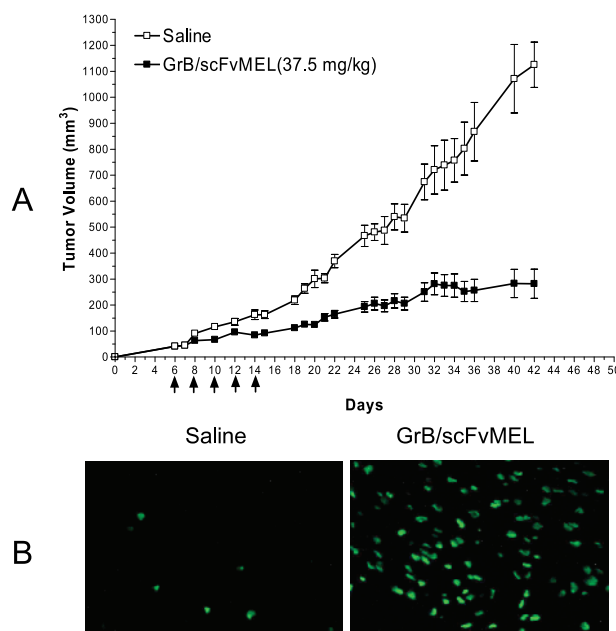 A
Tumor Volume (mm³)
1300
1200
1100
1000
900
800
700
600
500
400
300
200
100
0
Saline
GrB/scFvMEL(37.5 mg/kg)
0 2 4 6 8 10 12 14 16 18 20 22 24 26 28 30 32 34 36 38 40 42 44 46 48 50
Days
Saline GrB/scFvMEL
B